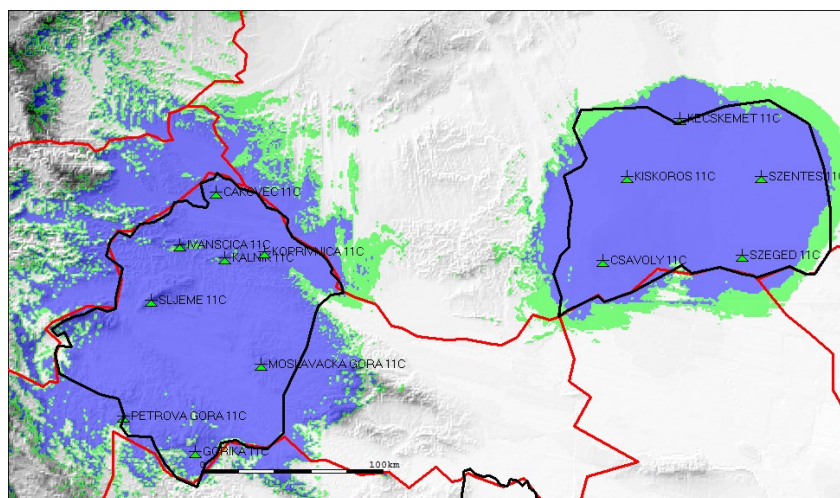 KECSKEMET 11C
KISKOROS 11C
SZENTES 11C
CAKOVEC 11C
IVANSCICA 11C
KOPRIVNICA 11C
KALNIK 11C
SZEGED 11C
CSAVOLY 11C
SLJEME 11C
MOSLAVACKA GORA 11C
PETROVA GORA 11C
GORIKA 11C
0
100km